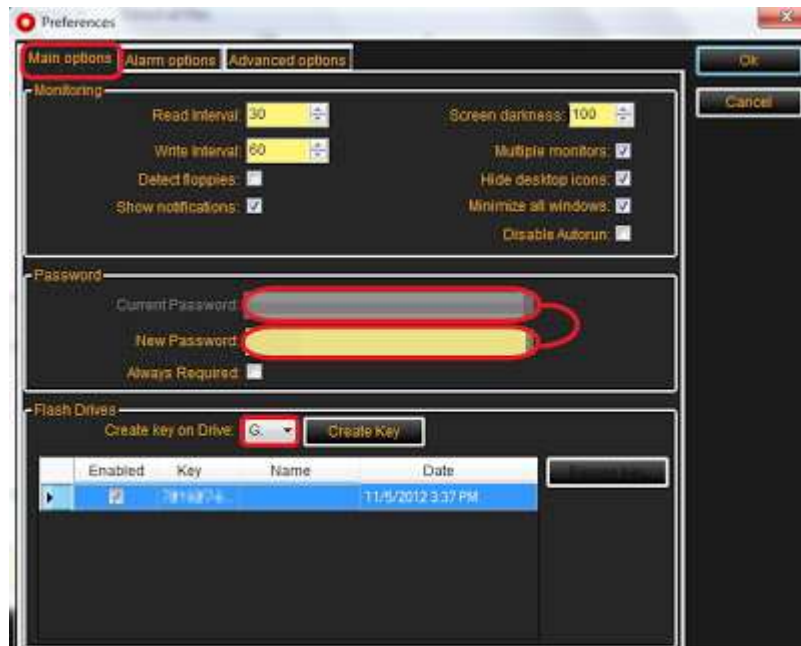 Preferences
Main options Alarm options Advanced options
Ok
Cancel
Monitoring
Read Interval: 30
Screen darkness: 100
Write Interval: 60
Multiple monitors:
Detect floppies:
Hide desktop icons:
Show notifications:
Minimize all windows:
Disable Autorun:
Password
Current Password:
New Password:
Always Required:
Flash Drives
Create key on Drive: G: Create Key
Enabled Key Name Date
11/5/2012 3:37 PM